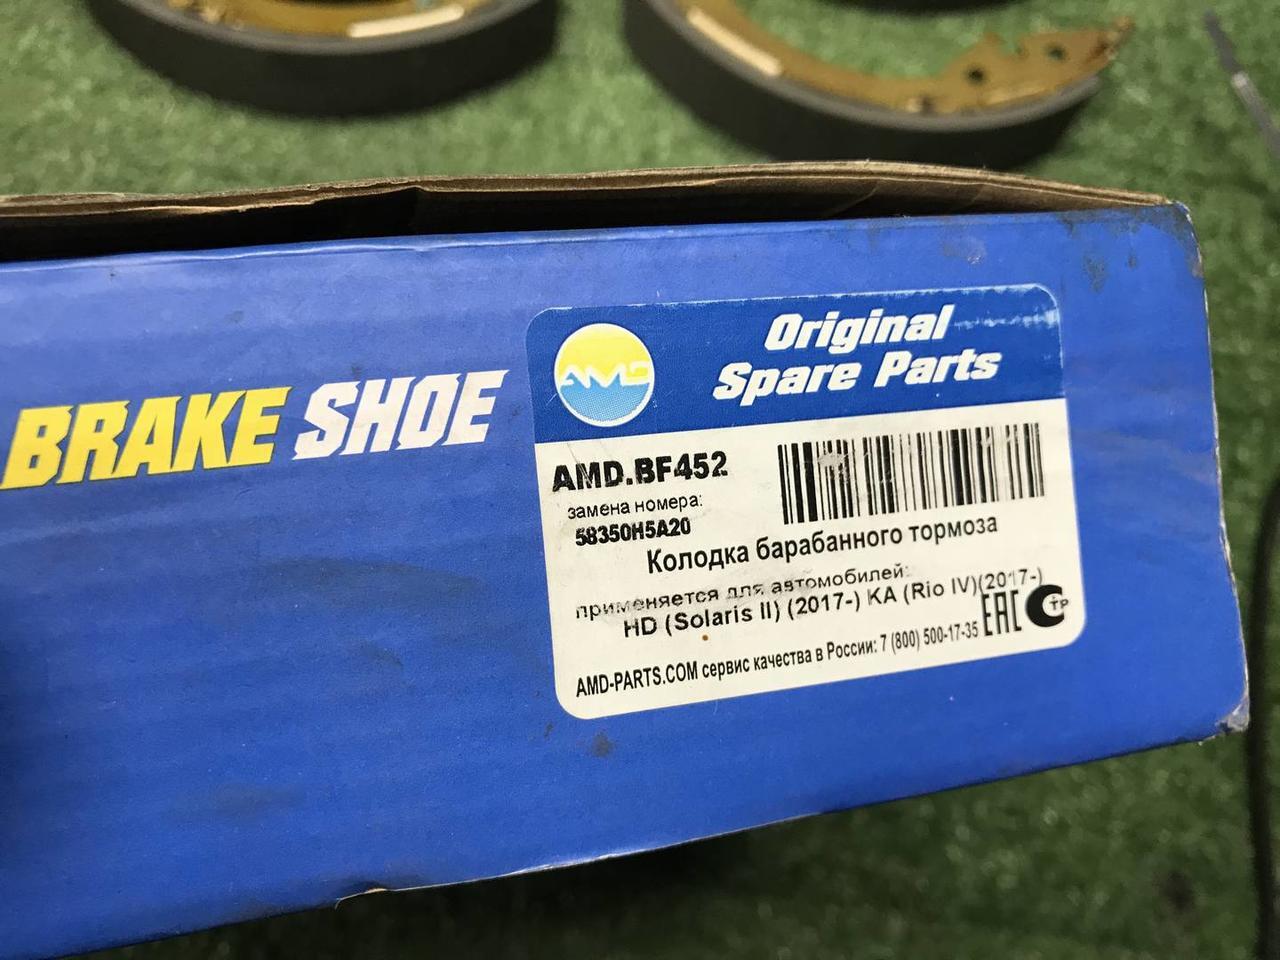 BRAKE SHOE
AMD
Original
Spare Parts
AMD.BF452
замена номера:
58350H5A20
Колодка барабанного тормоза
применяется для автомобилей:
HD (Solaris II) (2017-) KA (Rio IV)(2017-)
AMD-PARTS.COM сервис качества в России: 7 (800) 500-17-35
EAC
СТР